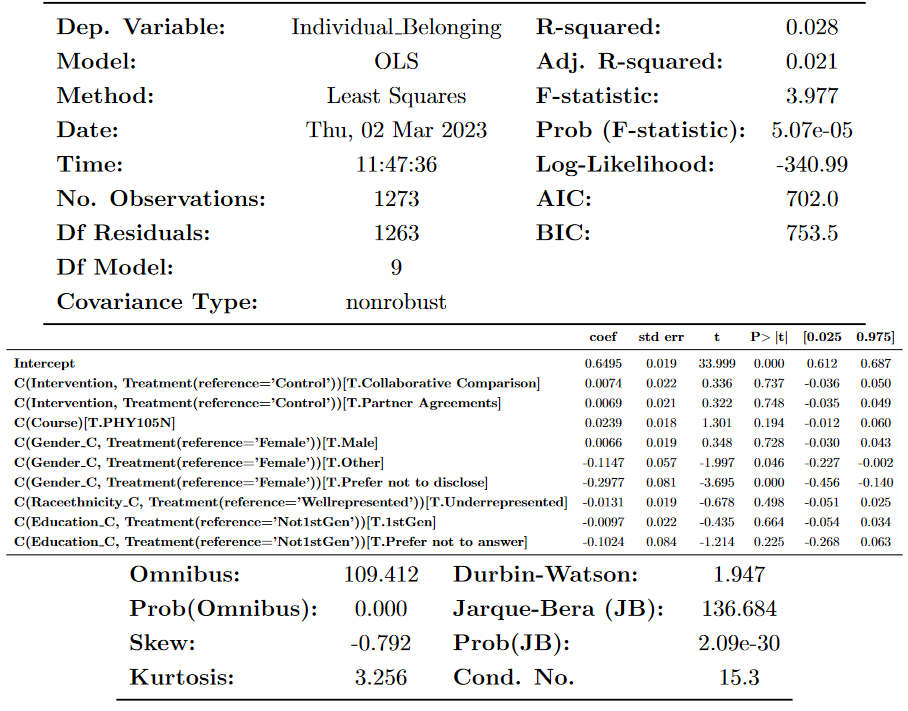 Dep. Variable: Individual_Belonging R-squared: 0.028
Model: OLS Adj. R-squared: 0.021
Method: Least Squares F-statistic: 3.977
Date: Thu, 02 Mar 2023 Prob (F-statistic): 5.07e-05
Time: 11:47:36 Log-Likelihood: -340.99
No. Observations: 1273 AIC: 702.0
Df Residuals: 1263 BIC: 753.5
Df Model: 9
Covariance Type: nonrobust
coef std err t P> |t| [0.025 0.975]
Intercept 0.6495 0.019 33.999 0.000 0.612 0.687
C(Intervention, Treatment(reference='Control'))[T.Collaborative Comparison] 0.0074 0.022 0.336 0.737 -0.036 0.050
C(Intervention, Treatment(reference='Control'))[T.Partner Agreements] 0.0069 0.021 0.322 0.748 -0.035 0.049
C(Course)[T.PHY105N] 0.0239 0.018 1.301 0.194 -0.012 0.060
C(Gender_C, Treatment(reference='Female'))[T.Male] 0.0066 0.019 0.348 0.728 -0.030 0.043
C(Gender_C, Treatment(reference='Female'))[T.Other] -0.1147 0.057 -1.997 0.046 -0.227 -0.002
C(Gender_C, Treatment(reference='Female'))[T.Prefer not to disclose] -0.2977 0.081 -3.695 0.000 -0.456 -0.140
C(Raceethnicity_C, Treatment(reference='Wellrepresented'))[T.Underrepresented] -0.0131 0.019 -0.678 0.498 -0.051 0.025
C(Education_C, Treatment(reference='Not1stGen'))[T.1stGen] -0.0097 0.022 -0.435 0.664 -0.054 0.034
C(Education_C, Treatment(reference='Not1stGen'))[T.Prefer not to answer] -0.1024 0.084 -1.214 0.225 -0.268 0.063
Omnibus: 109.412 Durbin-Watson: 1.947
Prob(Omnibus): 0.000 Jarque-Bera (JB): 136.684
Skew: -0.792 Prob(JB): 2.09e-30
Kurtosis: 3.256 Cond. No. 15.3